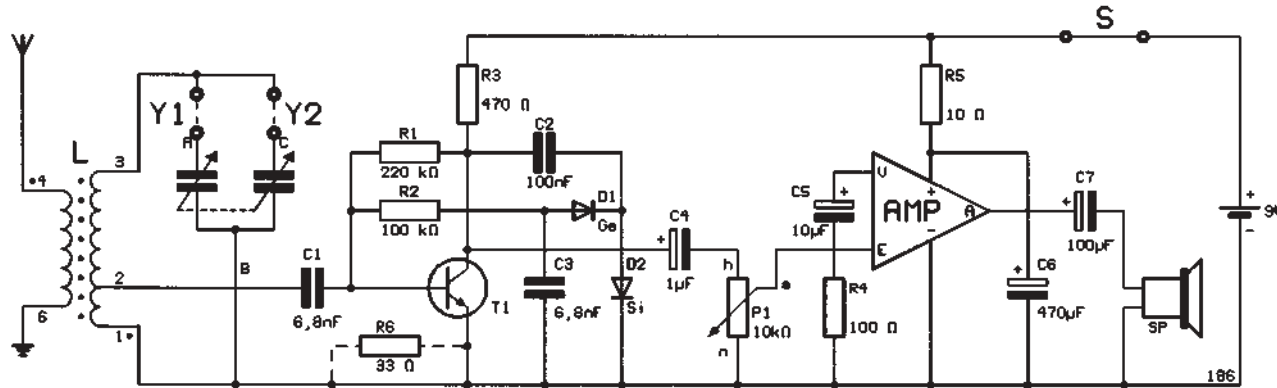 S
R3
470 Ω
R5
10 Ω
Y1
Y2
A
C
C2
100nF
R1
220 kΩ
L
3
4
R2
100 kΩ
D1
Ge
C5
+
10µF
V
+
AMP
A
-
E
C7
+
100µF
+
-
C4
+
1µF
h
a
B
2
C1
6,8nF
T1
C3
6,8nF
D2
Si
P1
10kΩ
n
R4
100 Ω
C6
+
470µF
SP
6
1
R6
33 Ω
186